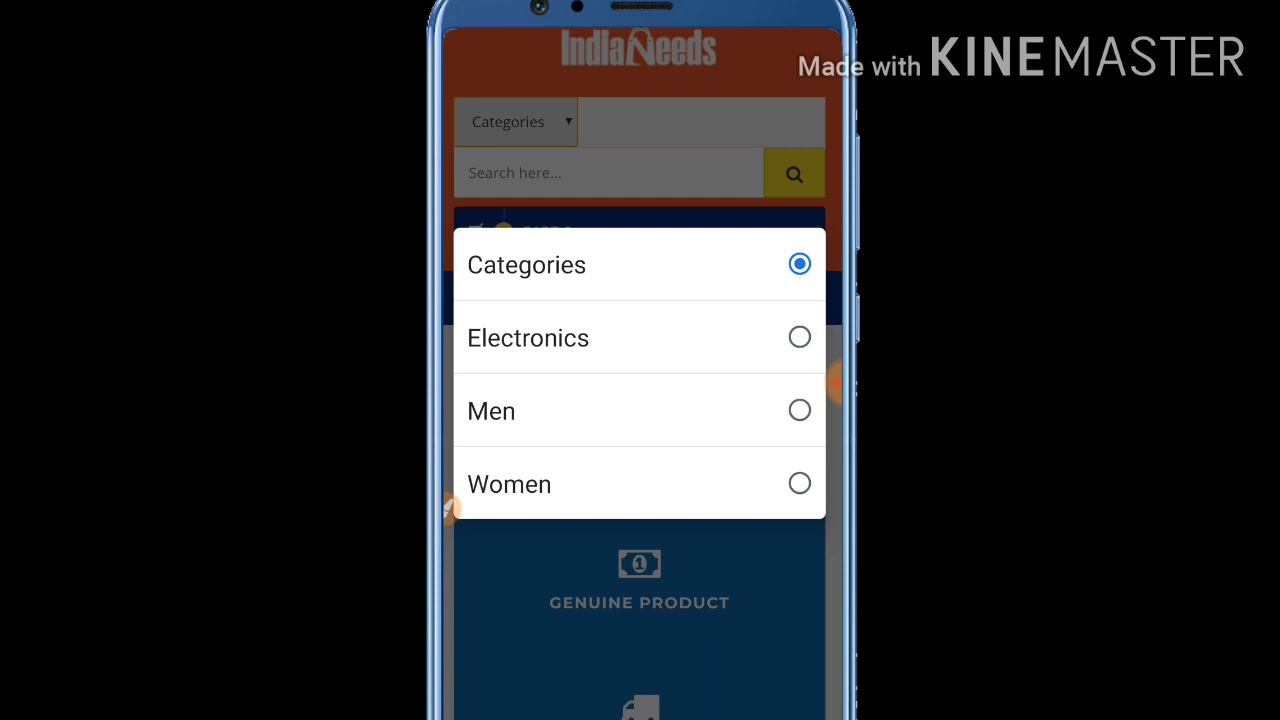 IndiaNeeds
Made with KINEMASTER
Categories
Search here...
Categories
Electronics
Men
Women
GENUINE PRODUCT